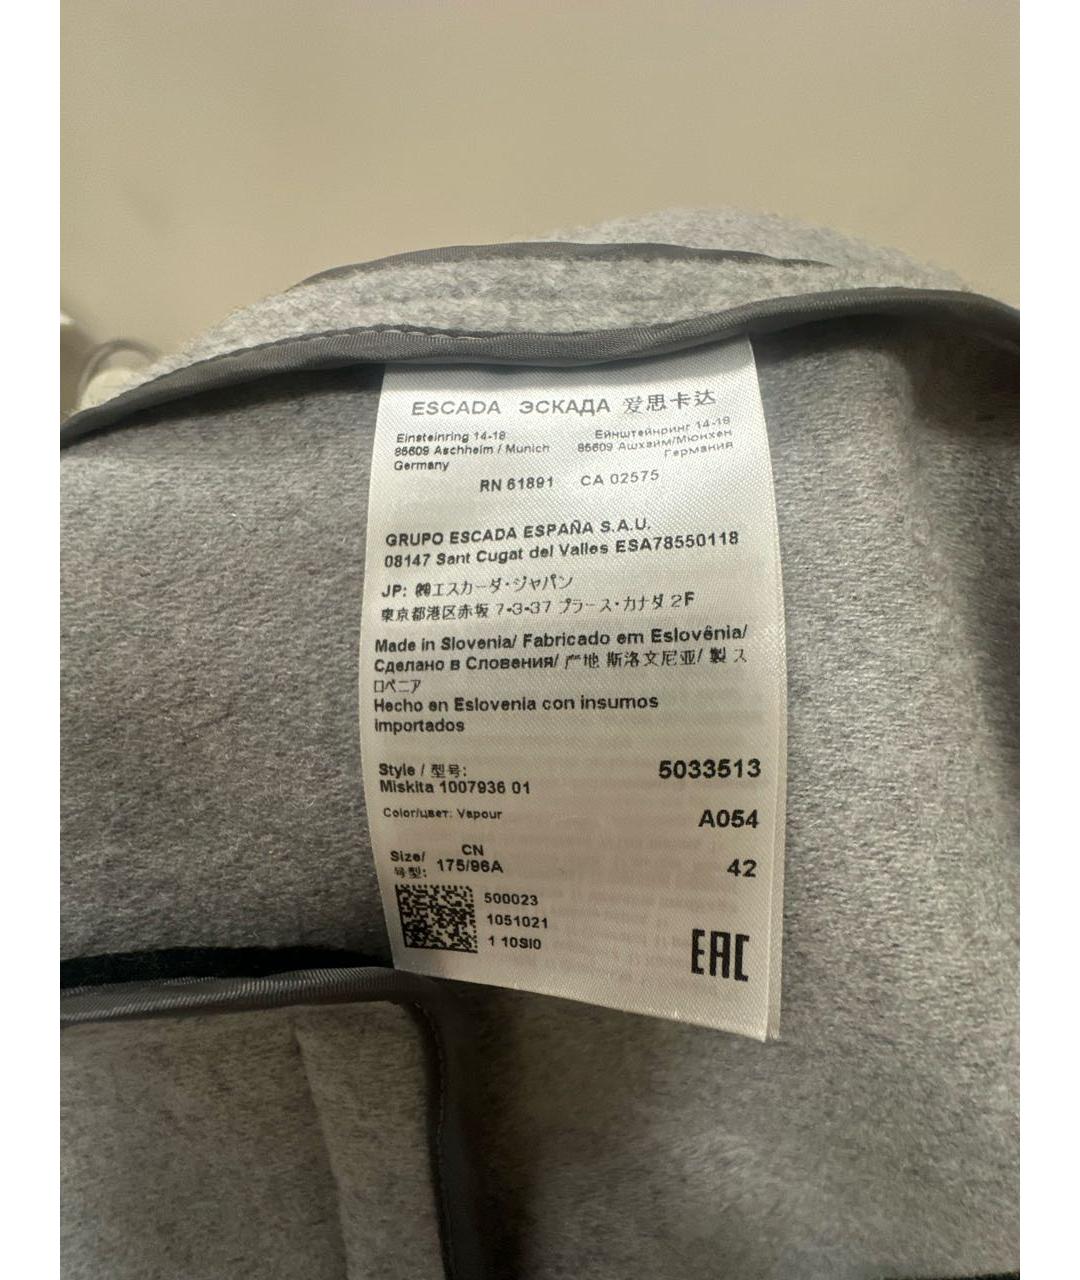 ESCADA ЭСКАДА 爱思卡达
Einsteinring 14-18
85609 Aschheim / Munich
Germany
Ейнштейнринг 14-18
85609 Ашхайм/Мюнхен
Германия
RN 61891 CA 02575
GRUPO ESCADA ESPAÑA S.A.U.
08147 Sant Cugat del Valles ESA78550118
JP: ㈱エスカーダ・ジャパン
東京都港区赤坂 7-3-37 プラース・カナダ 2F
Made in Slovenia/ Fabricado em Eslovênia/
Сделано в Словения/ 产地 斯洛文尼亚/ 製 ス
ロベニア
Hecho en Eslovenia con insumos
importados
Style / 型号: 5033513
Miskita 1007936 01
Color/цвет: Vapour A054
Size/ CN
号型: 175/96A 42
500023
1051021
1 10SI0
EAC